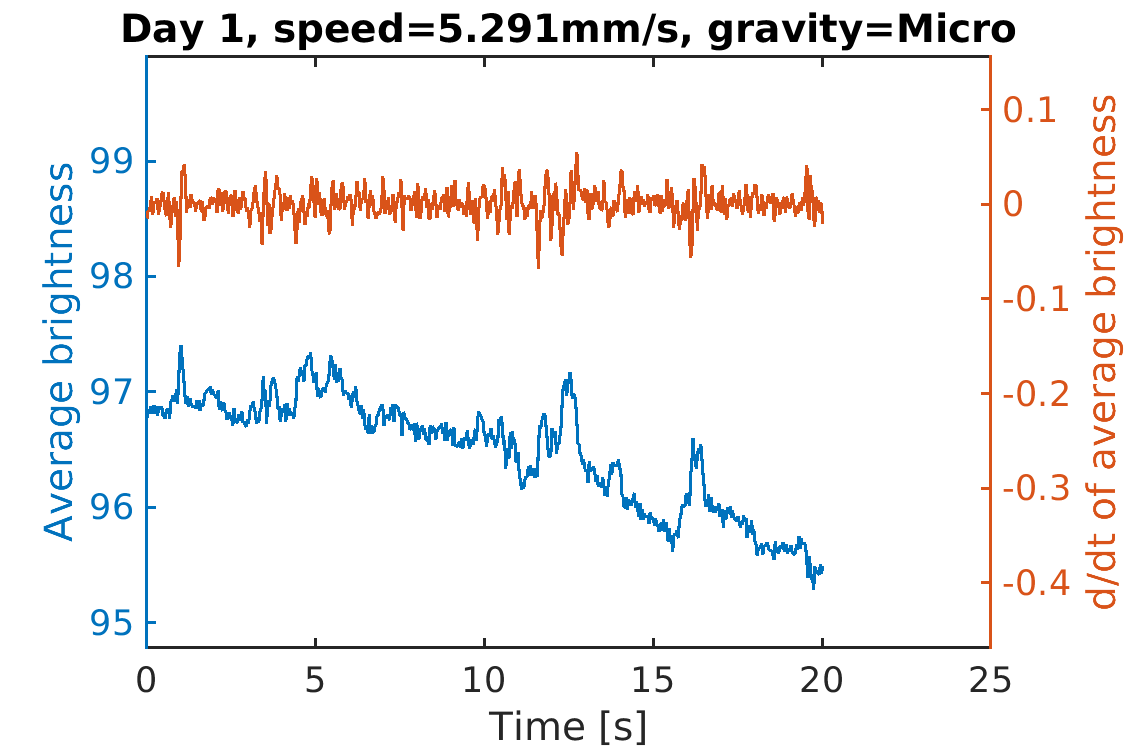 Day 1, speed=5.291mm/s, gravity=Micro
Average brightness
99
98
97
96
95
0.1
0
-0.1
-0.2
-0.3
-0.4
d/dt of average brightness
0 5 10 15 20 25
Time [s]